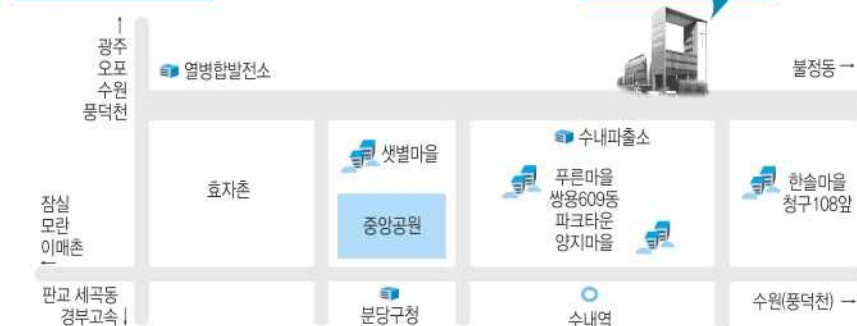 ↑
광주
오포
수원
풍덕천
열병합발전소
불정동 →
효자촌
샛별마을
중앙공원
수내파출소
푸른마을
쌍용609동
파크타운
양지마을
한솔마을
청구108앞
잠실
모란
이매촌
←
판교 세곡동
경부고속↓
분당구청
수내역
수원(풍덕천) →